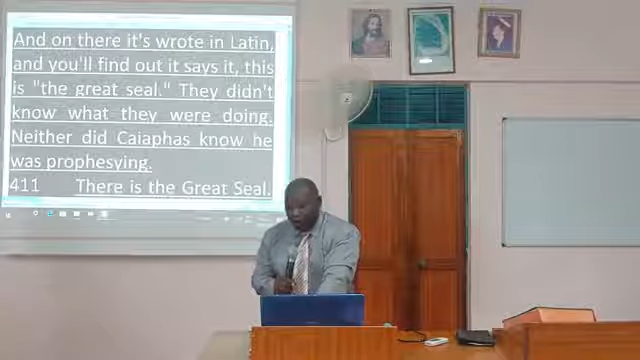 And on there it's wrote in Latin,
and you'll find out it says it, this
is "the great seal." They didn't
know what they were doing.
Neither did Caiaphas know he
was prophesying.
411 There is the Great Seal.